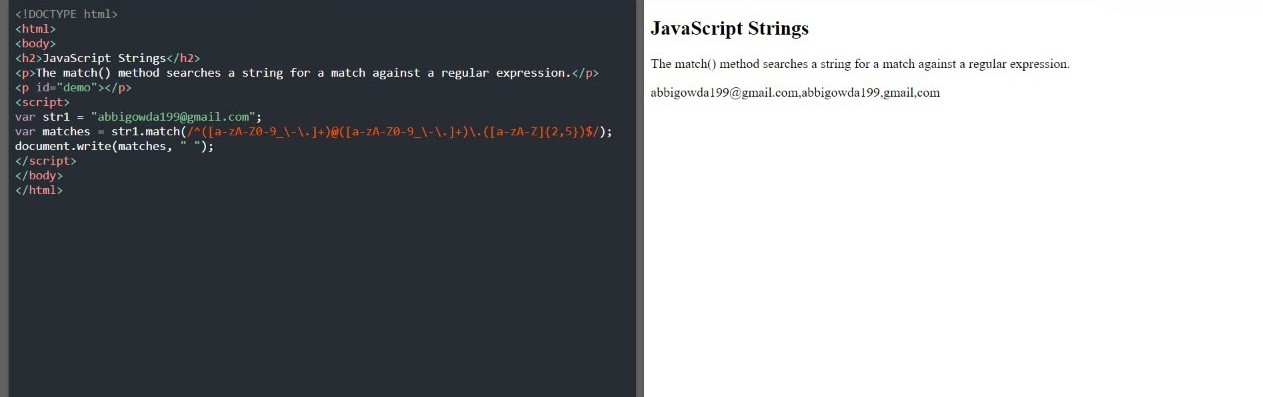 <!DOCTYPE html>
<html>
<body>
<h2>JavaScript Strings</h2>
<p>The match() method searches a string for a match against a regular expression.</p>
<p id="demo"></p>
<script>
var str1 = "abbigowda199@gmail.com";
var matches = str1.match(/^([a-zA-Z0-9_\-\.]+)@([a-zA-Z0-9_\-\.]+)\.([a-zA-Z]{2,5})$/);
document.write(matches, " ");
</script>
</body>
</html>
JavaScript Strings
The match() method searches a string for a match against a regular expression.
abbigowda199@gmail.com,abbigowda199,gmail,com